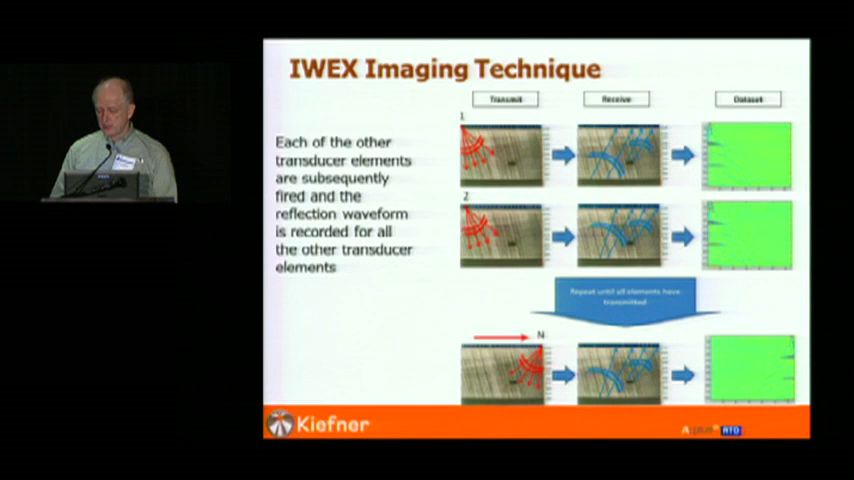 IWEX Imaging Technique
Transmit
Receive
Dataset
1
Each of the other
transducer elements
are subsequently
fired and the
reflection waveform
is recorded for all
the other transducer
elements
2
Repeat until all elements have
transmitted
N
Kiefner
RTD